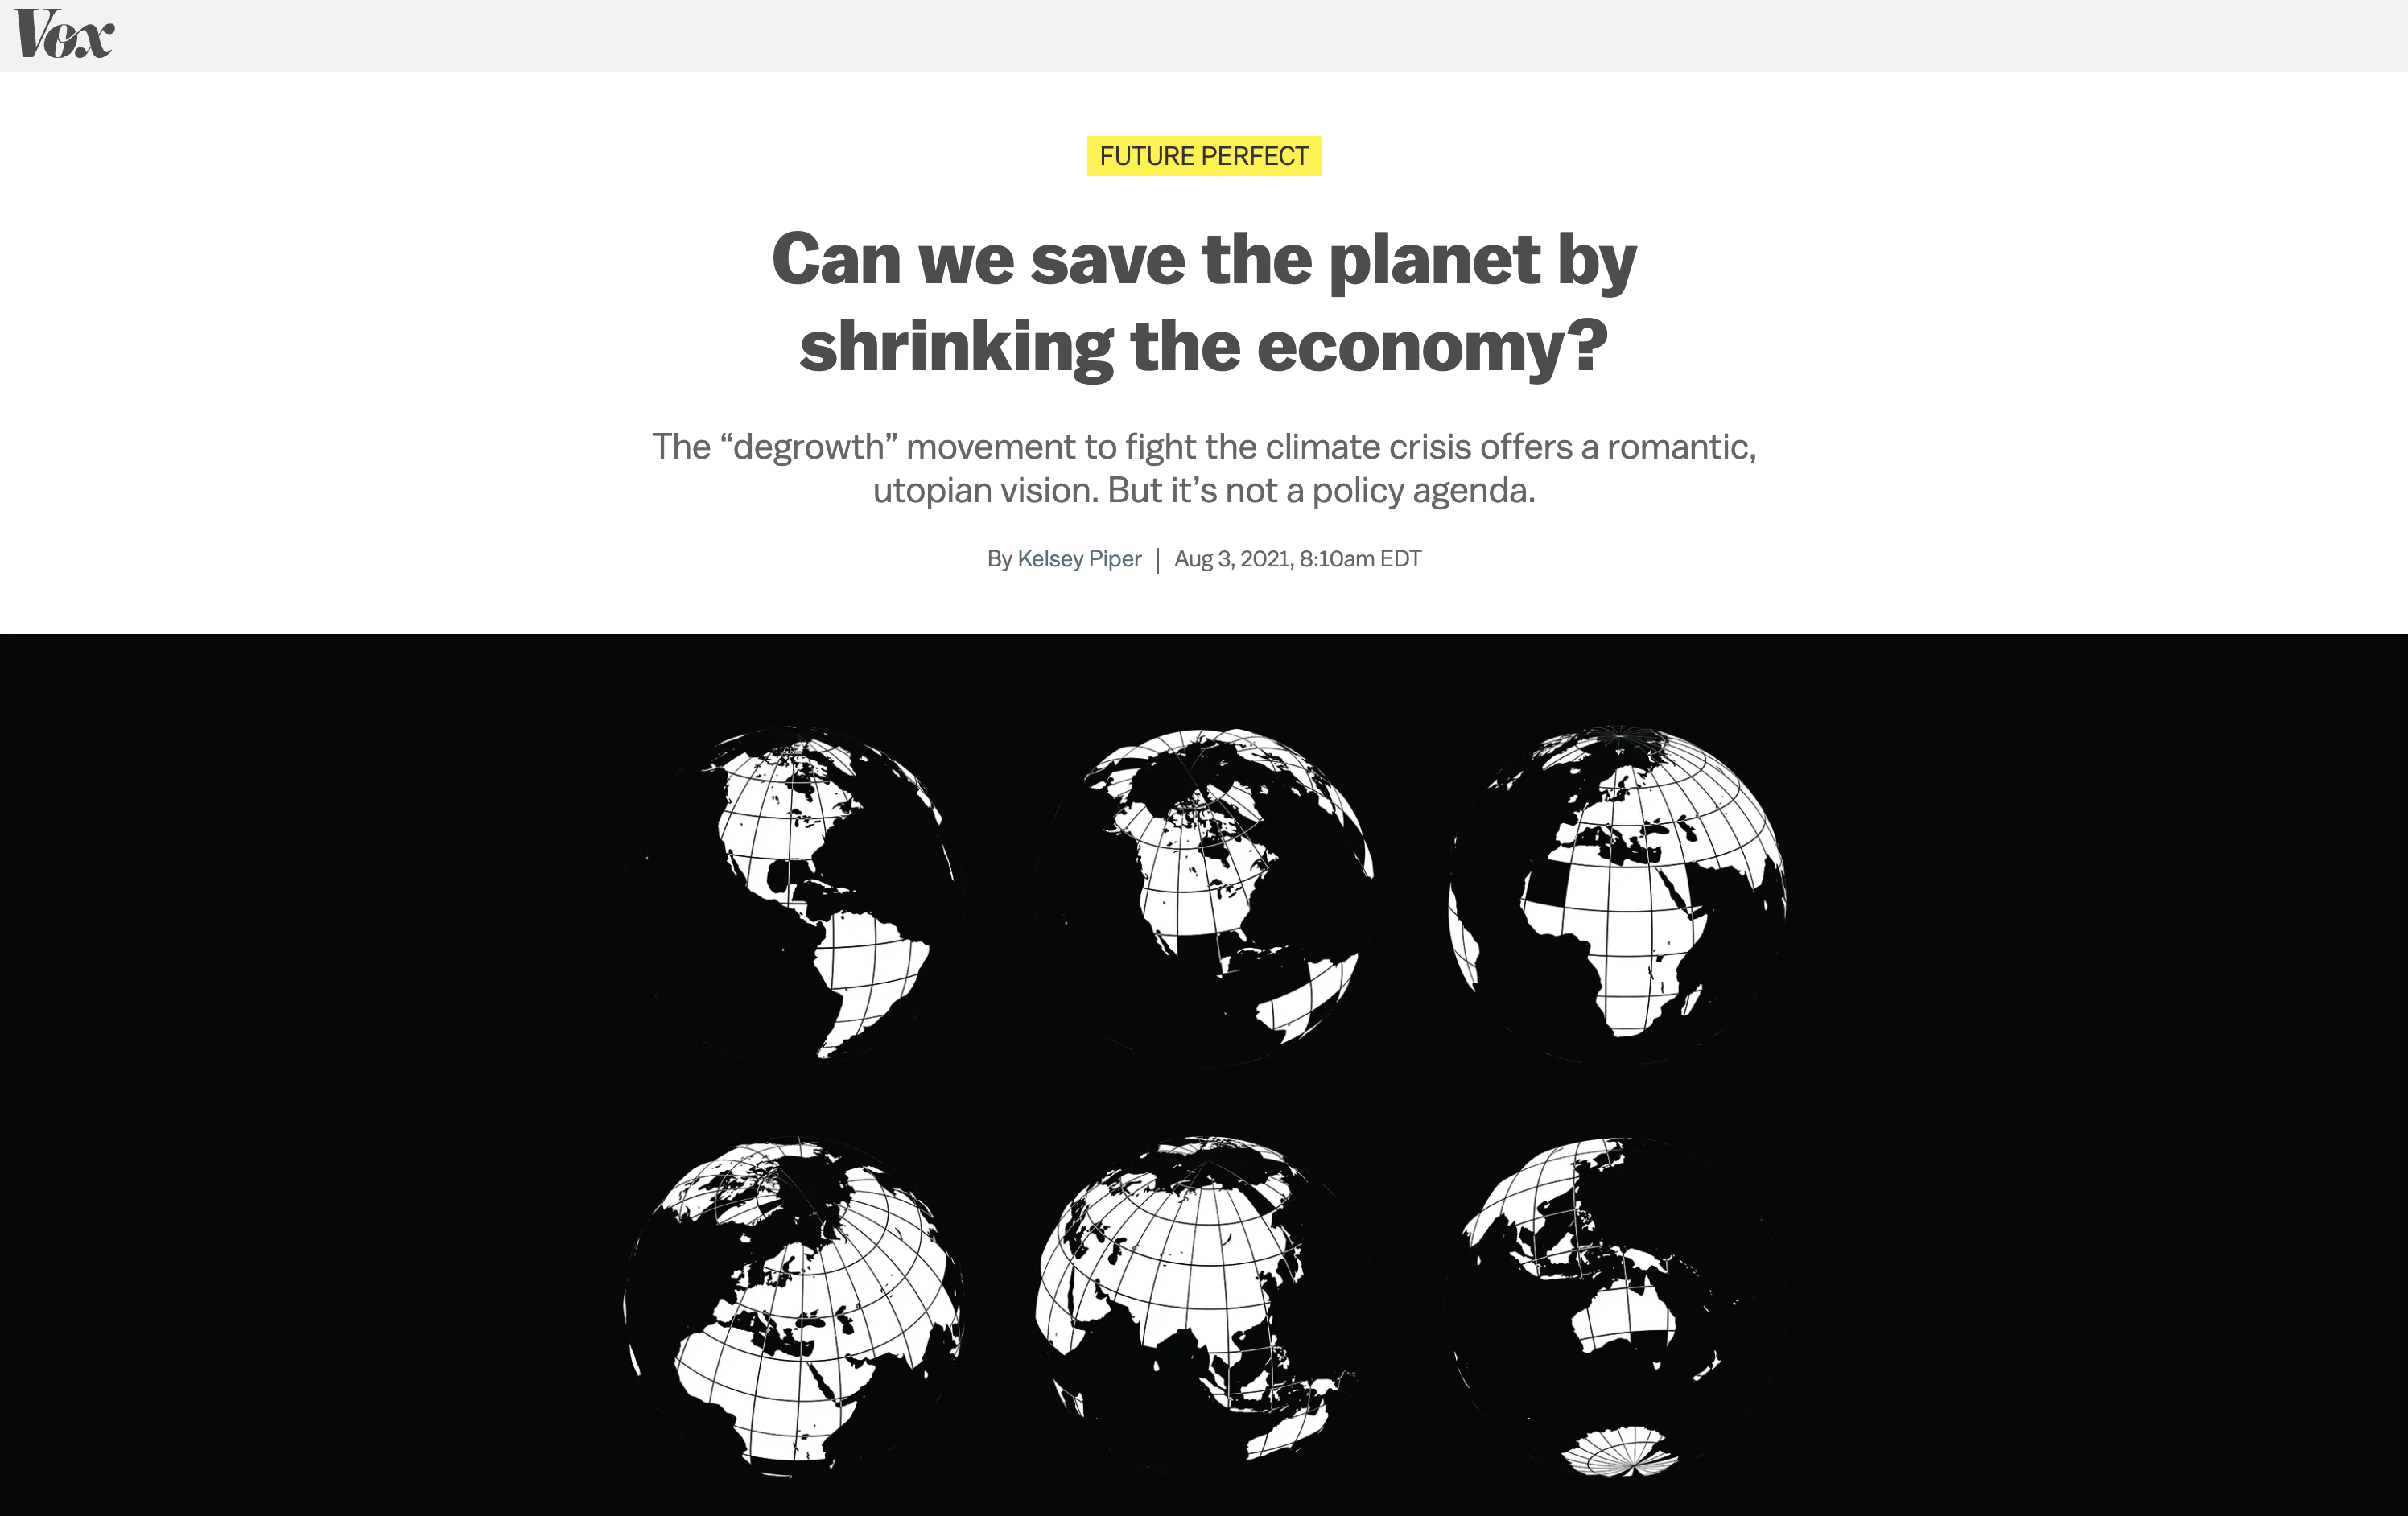 Vox
FUTURE PERFECT
Can we save the planet by
shrinking the economy?
The “degrowth” movement to fight the climate crisis offers a romantic,
utopian vision. But it’s not a policy agenda.
By Kelsey Piper | Aug 3, 2021, 8:10am EDT